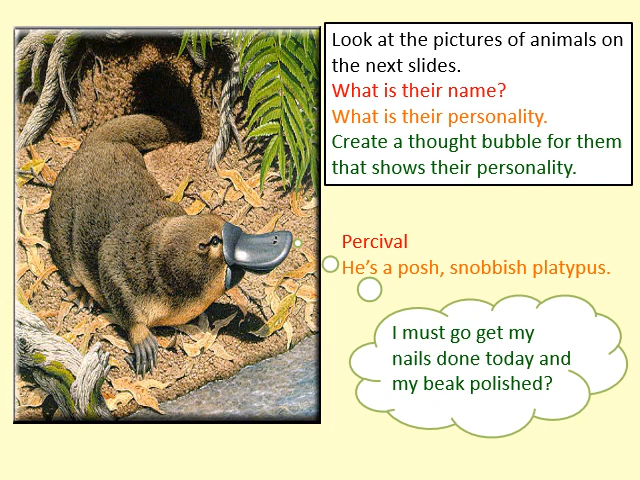 Look at the pictures of animals on
the next slides.
What is their name?
What is their personality.
Create a thought bubble for them
that shows their personality.
Percival
He's a posh, snobbish platypus.
I must go get my
nails done today and
my beak polished?